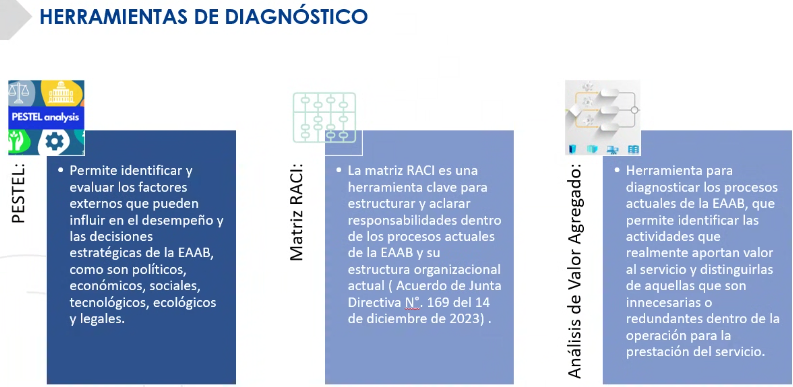 HERRAMIENTAS DE DIAGNÓSTICO
PESTEL analysis
PESTEL:
• Permite identificar y
evaluar los factores
externos que pueden
influir en el desempeño y
las decisiones
estratégicas de la EAAB,
como son políticos,
económicos, sociales,
tecnológicos, ecológicos
y legales.
Matriz RACI:
• La matriz RACI es una
herramienta clave para
estructurar y aclarar
responsabilidades dentro
de los procesos actuales
de la EAAB y su
estructura organizacional
actual ( Acuerdo de Junta
Directiva N°. 169 del 14
de diciembre de 2023) .
Análisis de Valor Agregado:
• Herramienta para
diagnosticar los procesos
actuales de la EAAB, que
permite identificar las
actividades que
realmente aportan valor
al servicio y distinguirlas
de aquellas que son
innecesarias o
redundantes dentro de la
operación para la
prestación del servicio.